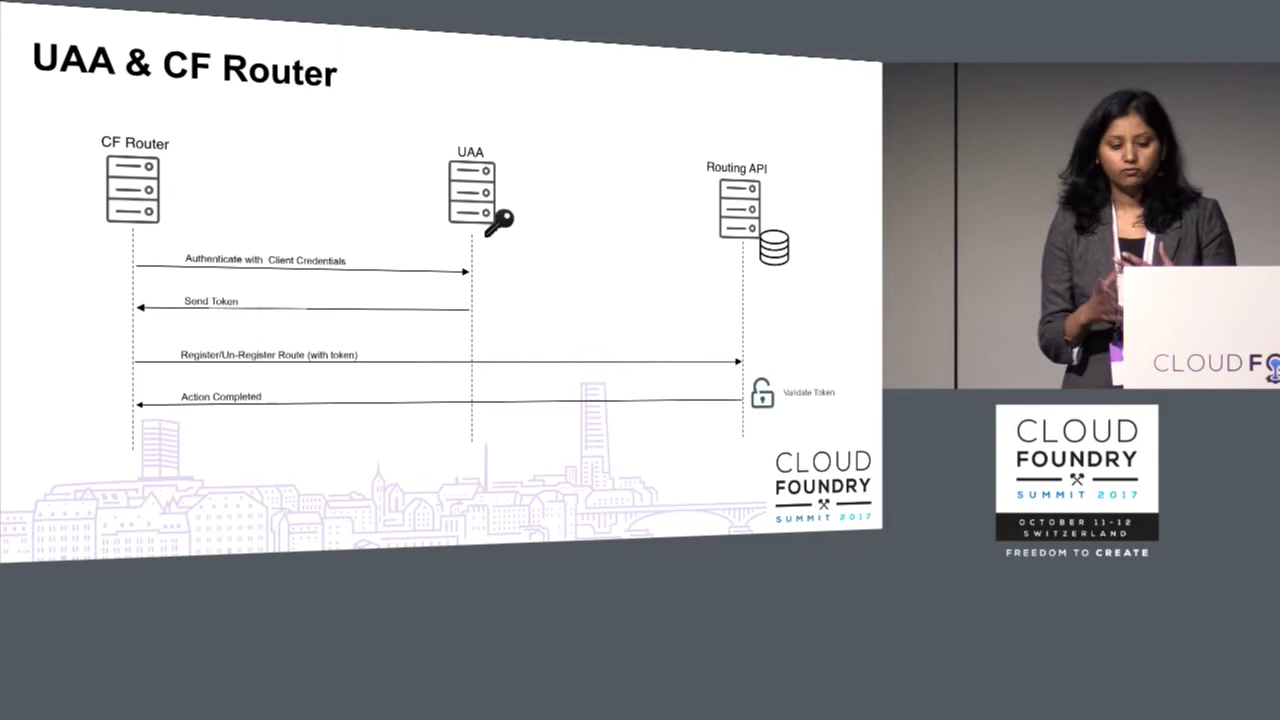 UAA & CF Router
CF Router
UAA
Routing API
Authenticate with Client Credentials
Send Token
Register/Un-Register Route (with token)
Action Completed
Validate Token
CLOUD
FOUNDRY
SUMMIT 2017
CLOUD FO
CLOUD
FOUNDRY
SUMMIT 2017
OCTOBER 11-12
SWITZERLAND
FREEDOM TO CREATE